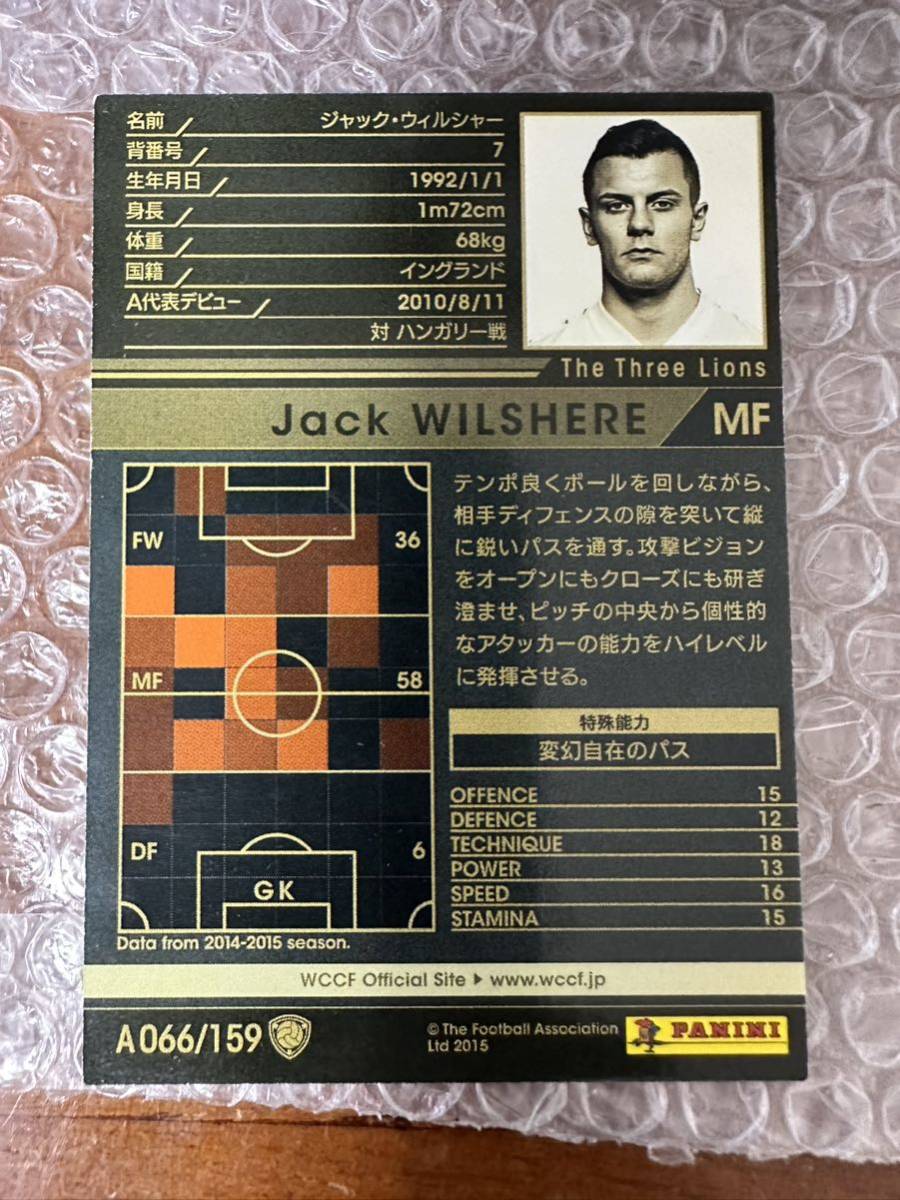 名前 ジャック・ウィルシャー
背番号 7
生年月日 1992/1/1
身長 1m72cm
体重 68kg
国籍 イングランド
A代表デビュー 2010/8/11
対 ハンガリー戦
The Three Lions
Jack WILSHERE MF
FW 36
MF 58
DF 6
GK
Data from 2014-2015 season.
テンポ良くボールを回しながら、
相手ディフェンスの隙を突いて縦
に鋭いパスを通す。攻撃ビジョン
をオープンにもクローズにも研ぎ
澄ませ、ピッチの中央から個性的
なアタッカーの能力をハイレベル
に発揮させる。
特殊能力
変幻自在のパス
OFFENCE 15
DEFENCE 12
TECHNIQUE 18
POWER 13
SPEED 16
STAMINA 15
WCCF Official Site ▶ www.wccf.jp
A066/159
© The Football Association
Ltd 2015
PANINI